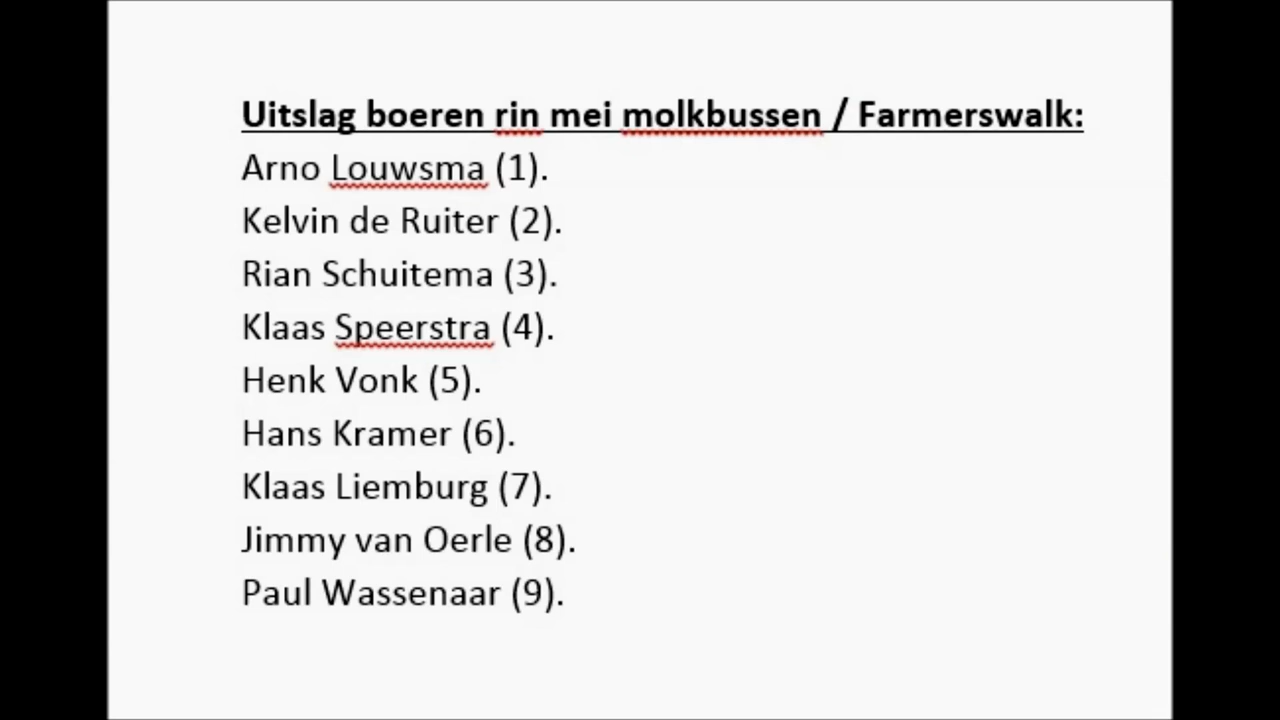 Uitslag boeren rin mei molkbussen / Farmerswalk:
Arno Louwsma (1).
Kelvin de Ruiter (2).
Rian Schuitema (3).
Klaas Speerstra (4).
Henk Vonk (5).
Hans Kramer (6).
Klaas Liemburg (7).
Jimmy van Oerle (8).
Paul Wassenaar (9).